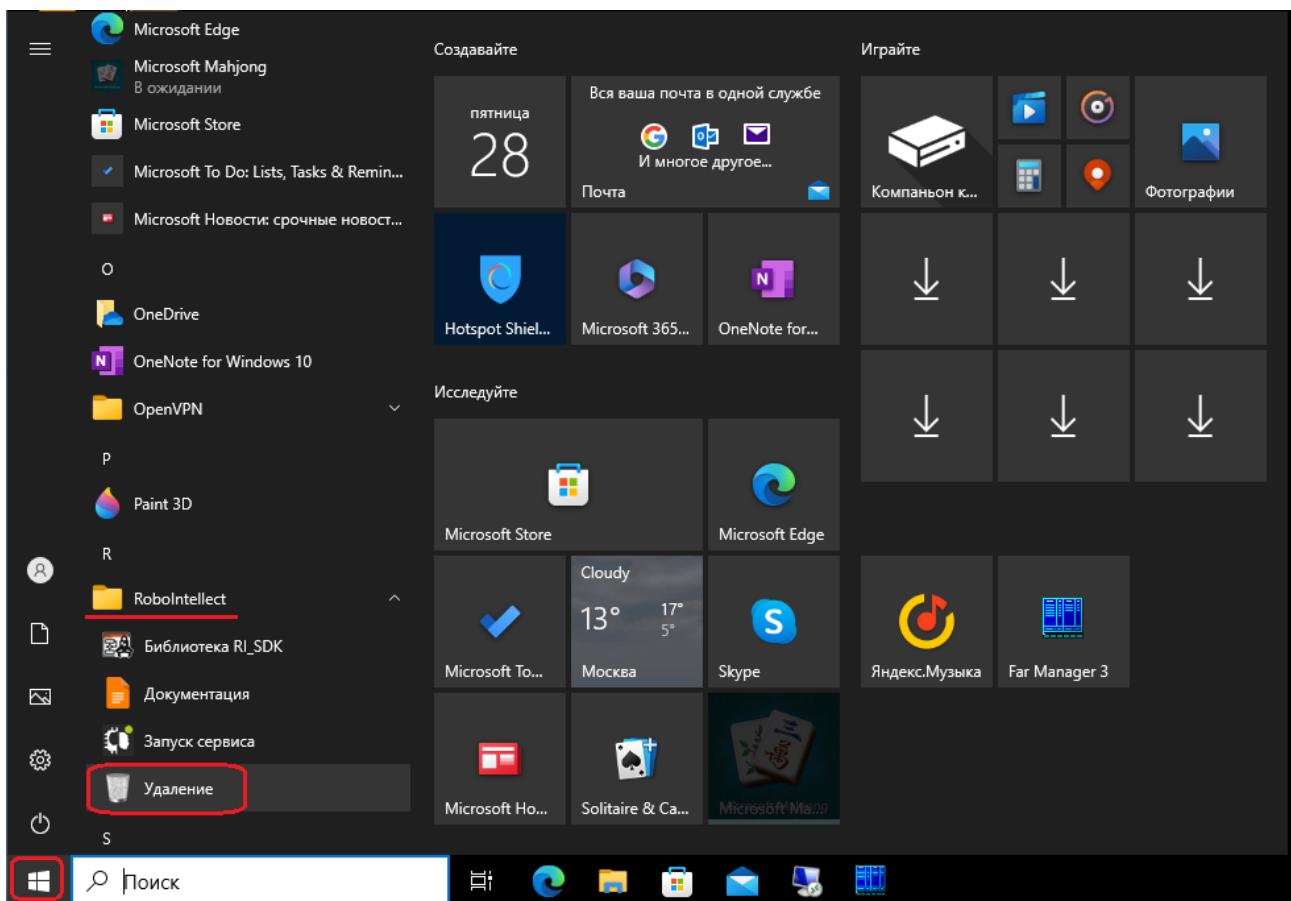 Microsoft Edge
Microsoft Mahjong
В ожидании
Microsoft Store
Microsoft To Do: Lists, Tasks & Remin...
Microsoft Новости: срочные новост...
O
OneDrive
OneNote for Windows 10
OpenVPN
P
Paint 3D
R
RoboIntellect
Библиотека RI_SDK
Документация
Запуск сервиса
Удаление
S
Создавайте
пятница
28
Вся ваша почта в одной службе
И многое другое...
Почта
Hotspot Shiel...
Microsoft 365...
OneNote for...
Исследуйте
Microsoft Store
Microsoft Edge
Microsoft To...
Cloudy
13° 17°
5°
Москва
Skype
Microsoft Но...
Solitaire & Ca...
Microsoft Ma...
Играйте
Компаньон к...
Фотографии
Яндекс.Музыка
Far Manager 3
Поиск